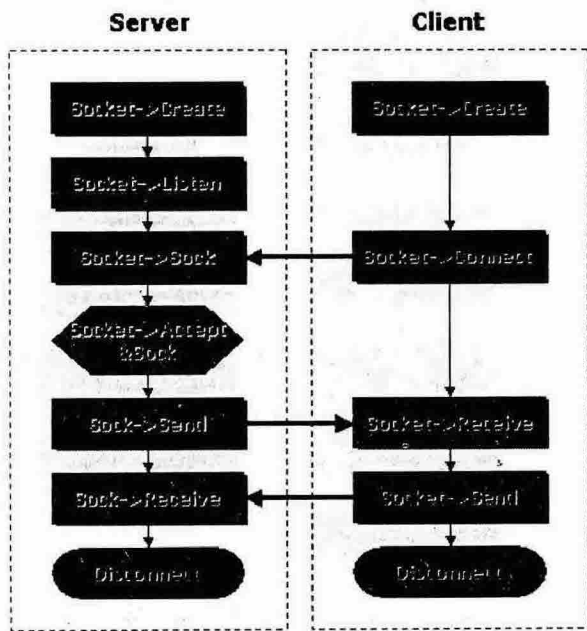 Server
Socket->Create
Socket->Listen
Socket->Sock
Socket->Accept
&Sock
Sock->Send
Sock->Receive
Disconnect
Client
Socket->Create
Socket->Connect
Socket->Receive
Socket->Send
Disconnect